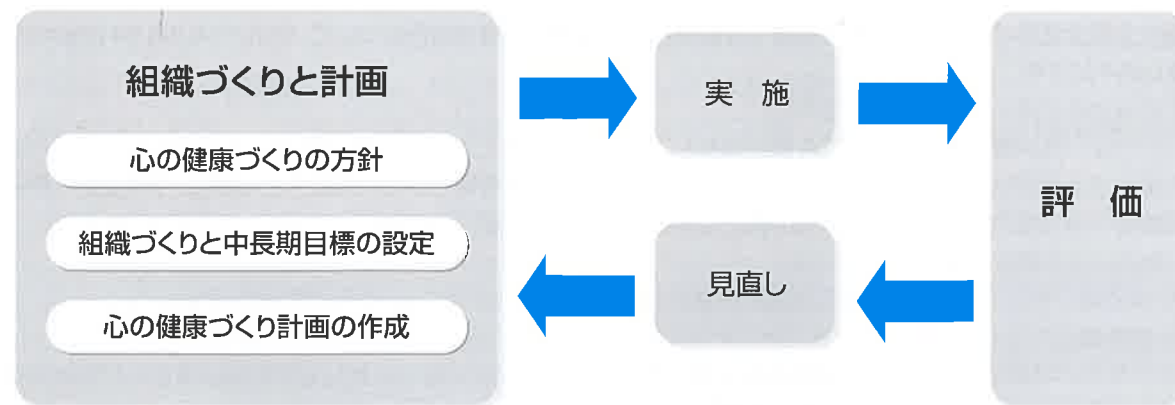 組織づくりと計画
心の健康づくりの方針
組織づくりと中長期目標の設定
心の健康づくり計画の作成
実 施
評 価
見直し